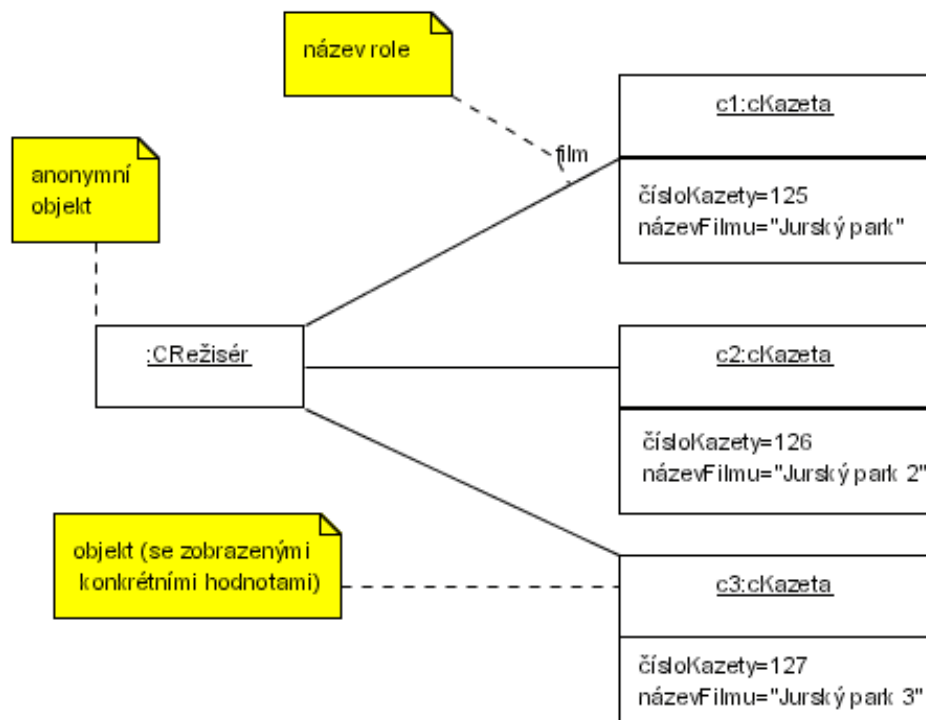 název role
c1:cKazeta
film
anonymní
objekt
čísloKazety=125
názevFilmu="Jurský park"
:CRežisér
c2:cKazeta
čísloKazety=126
názevFilmu="Jurský park 2"
objekt (se zobrazenými
konkrétními hodnotami)
c3:cKazeta
čísloKazety=127
názevFilmu="Jurský park 3"